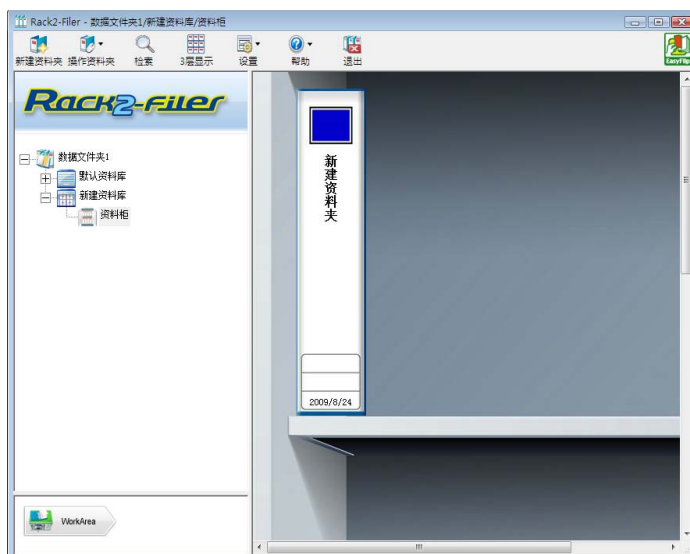 Rack2-Filer - 数据文件夹1/新建资料库/资料柜
新建资料夹 操作资料夹 检索 3层显示 设置 帮助 退出
EasyFlip
Rack2-Filer
数据文件夹1
默认资料库
新建资料库
资料柜
新建资料夹
2009/8/24
WorkArea